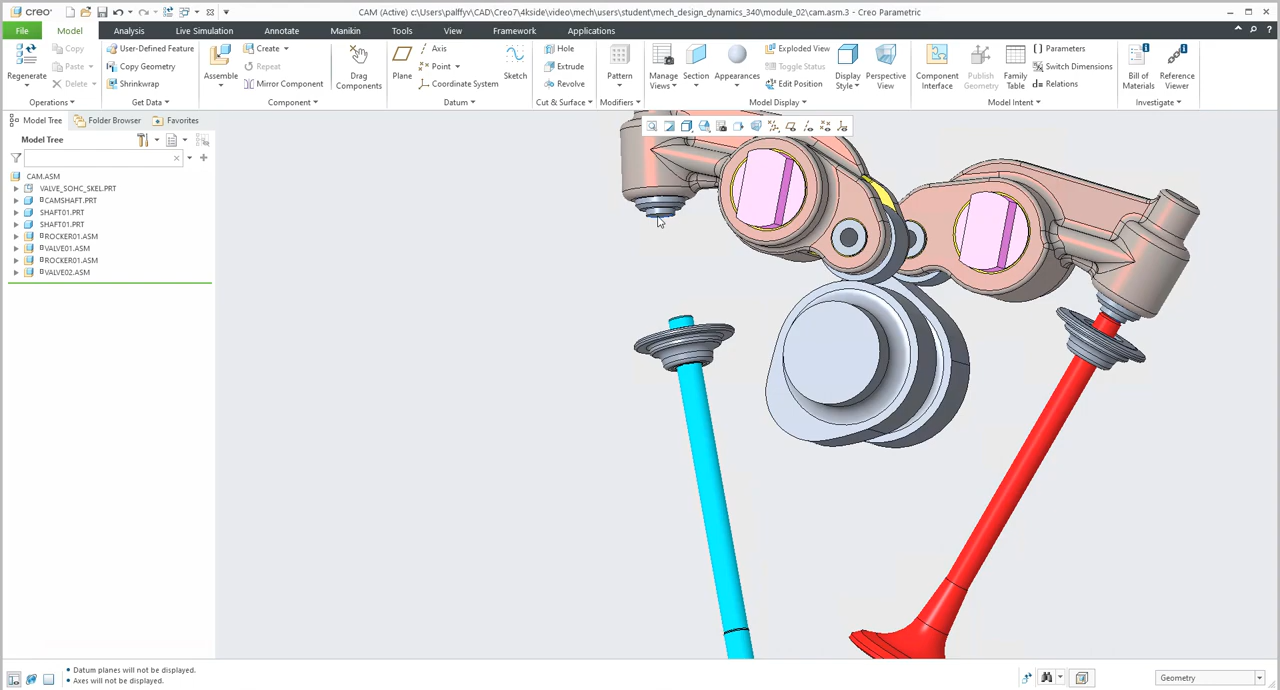 creo
CAM (Active) c:\Users\palffyv\CAD\Creo7\4kside\video\mech\users\student\mech_design_dynamics_340\module_02\cam.asm.3 - Creo Parametric
File Model Analysis Live Simulation Annotate Manikin Tools View Framework Applications
Regenerate
Copy
Paste
Delete
Operations
User-Defined Feature
Copy Geometry
Shrinkwrap
Get Data
Assemble
Create
Repeat
Mirror Component
Drag Components
Component
Plane
Axis
Point
Coordinate System
Sketch
Datum
Hole
Extrude
Revolve
Cut & Surface
Pattern
Modifiers
Manage Views
Section
Appearances
Exploded View
Toggle Status
Edit Position
Display Style
Perspective View
Model Display
Component Interface
Publish Geometry
Family Table
Parameters
Switch Dimensions
Relations
Model Intent
Bill of Materials
Reference Viewer
Investigate
Model Tree Folder Browser Favorites
Model Tree
CAM.ASM
VALVE_SOHC_SKEL.PRT
CAMSHAFT.PRT
SHAFT01.PRT
SHAFT01.PRT
ROCKER01.ASM
VALVE01.ASM
ROCKER01.ASM
VALVE02.ASM
• Datum planes will not be displayed.
• Axes will not be displayed.
Geometry